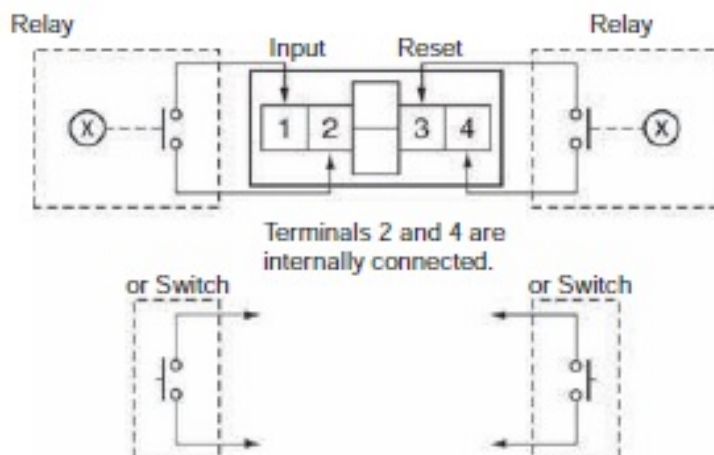 Relay
Relay
Input
Reset
X
1
2
3
4
X
Terminals 2 and 4 are
internally connected.
or Switch
or Switch